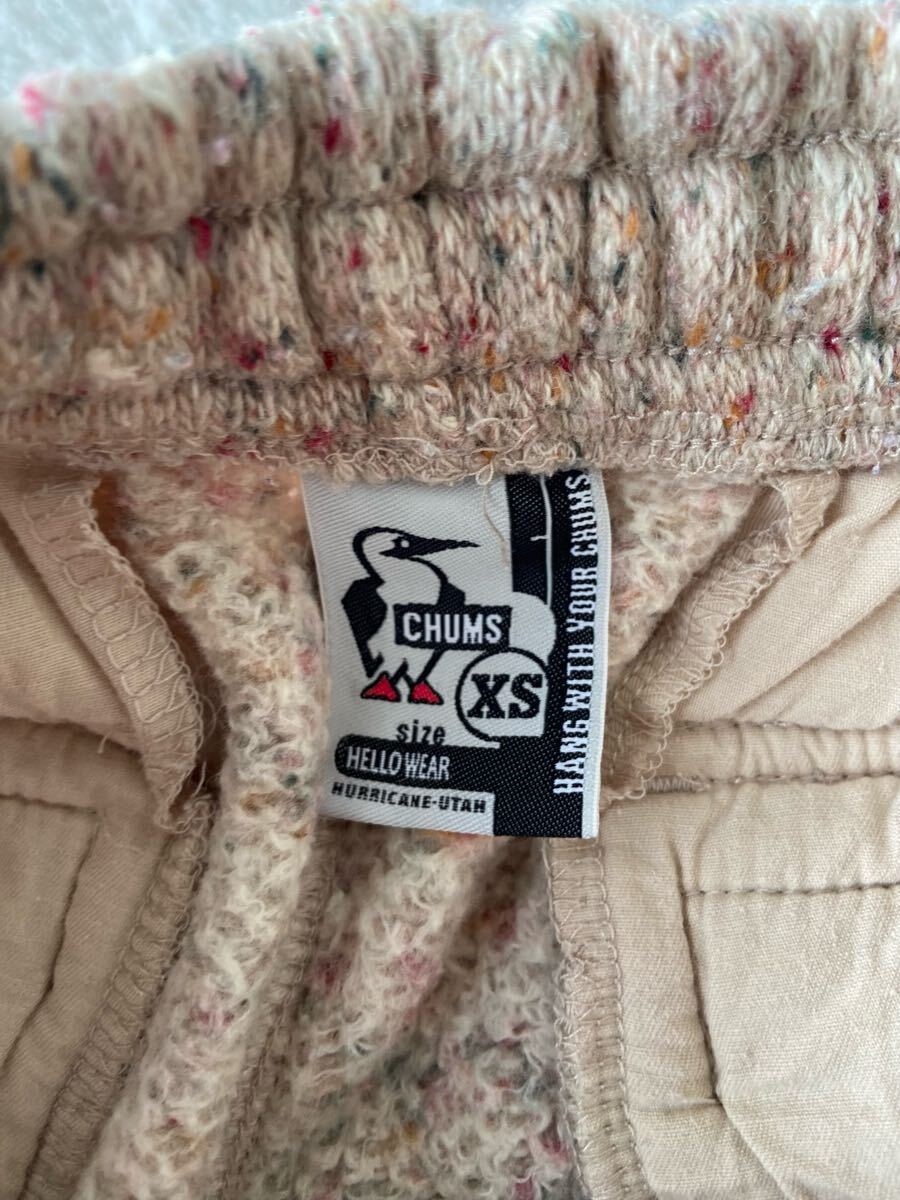 CHUMS
XS
size
HELLO WEAR
HURRICANE-UTAH
HANG WITH YOUR CHUMS